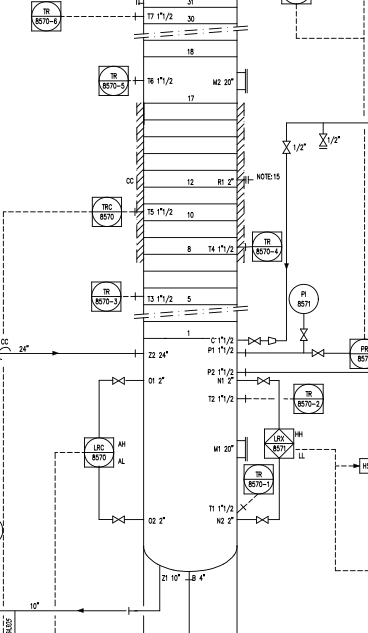 31
TR
8570-6
T7 1"1/2
30
18
TR
8570-5
T6 1"1/2
M2 20"
17
1/2"
1/2"
CC
12
R1 2"
NOTE:15
TRC
8570
T5 1"1/2
10
8
T4 1"1/2
TR
8570-4
TR
8570-3
T3 1"1/2
5
PI
8571
1
C 1"1/2
CC
24"
Z2 24"
P1 1"1/2
PR
857
P2 1"1/2
O1 2"
N1 2"
T2 1"1/2
TR
8570-2
LRC
8570
AH
AL
M1 20"
LRX
8571
HH
LL
HS
TR
8570-1
T1 1"1/2
O2 2"
N2 2"
Z1 10"
B 4"
10"